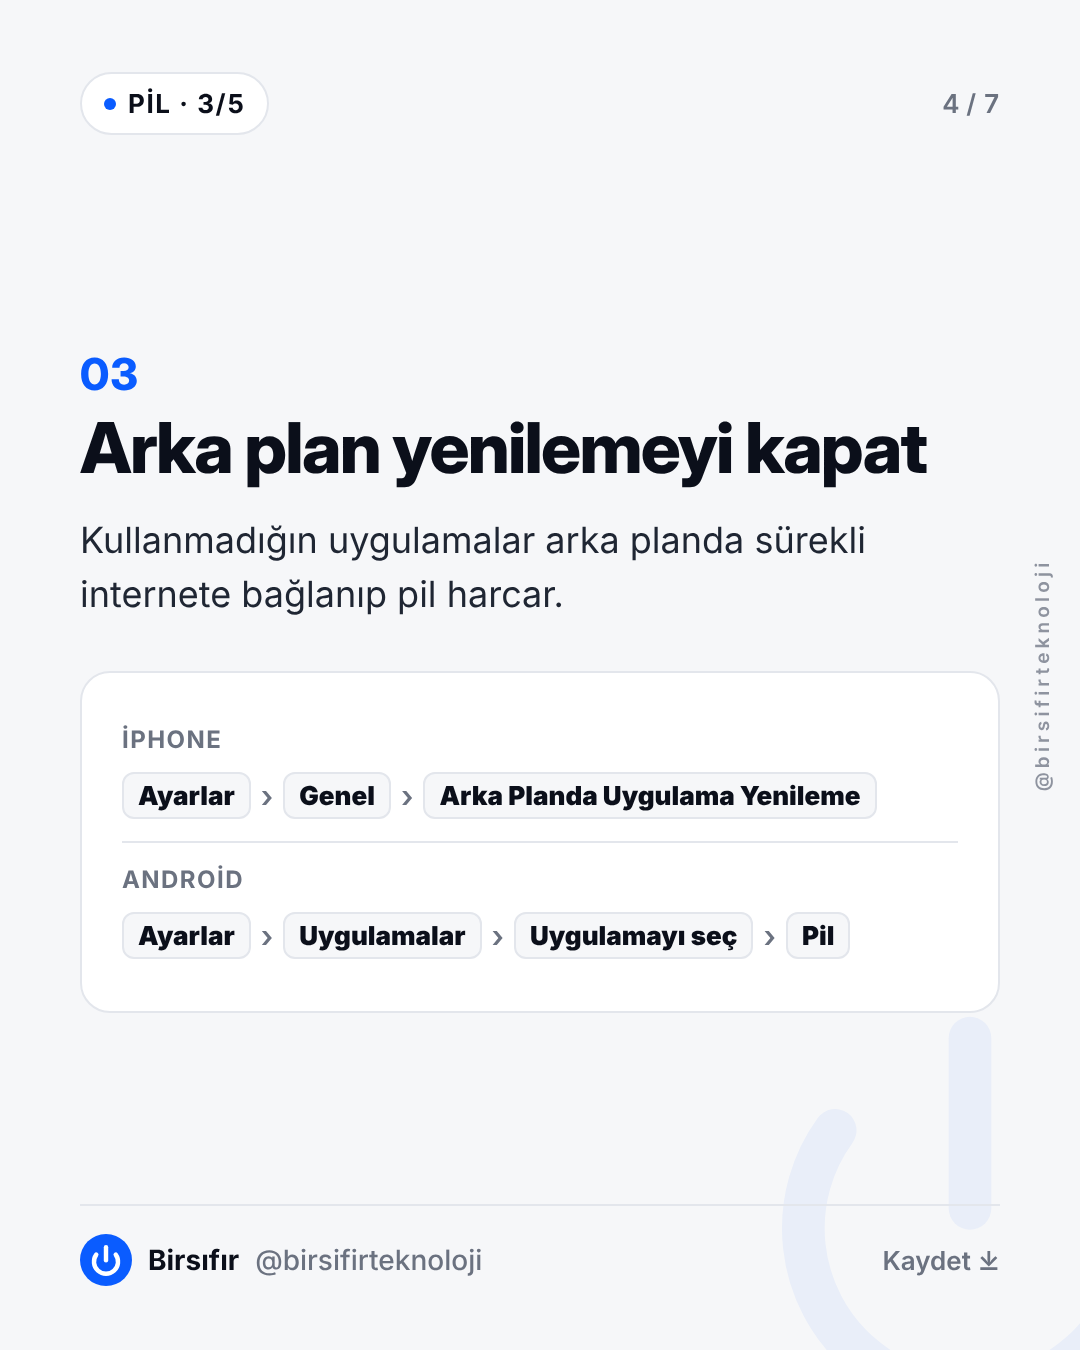 PİL · 3/5
4 / 7
03
Arka plan yenilemeyi kapat
Kullanmadığın uygulamalar arka planda sürekli
internete bağlanıp pil harcar.
@birsifirteknoloji
İPHONE
Ayarlar › Genel › Arka Planda Uygulama Yenileme
ANDROİD
Ayarlar › Uygulamalar › Uygulamayı seç › Pil
Birsıfır @birsifirteknoloji
Kaydet